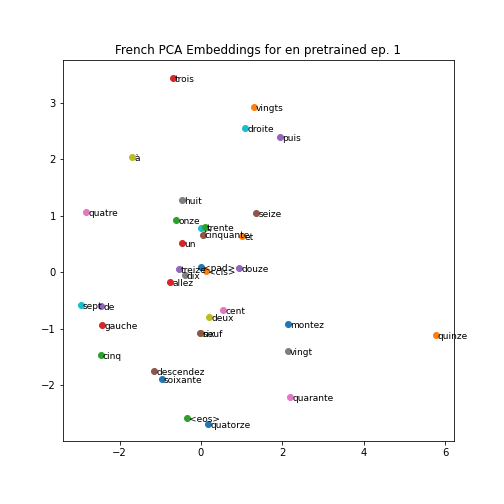 French PCA Embeddings for en pretrained ep. 1
trois
vingts
droite
puis
à
huit
quatre
seize
onze
trente
cinquante
et
un
treize
<pad>
<cls>
douze
dix
allez
sept
de
cent
deux
gauche
montez
neuf
quinze
vingt
cinq
descendez
soixante
quarante
<eos>
quatorze
3
2
1
0
−1
−2
−2
0
2
4
6